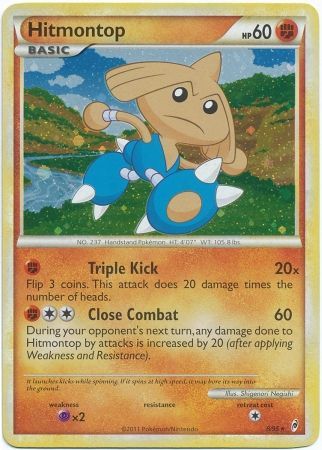 Hitmontop
HP 60
BASIC
NO. 237 Handstand Pokémon HT: 4'07" WT: 105.8 lbs.
Triple Kick 20x
Flip 3 coins. This attack does 20 damage times
the number of heads.
Close Combat 60
During your opponent's next turn, any damage done to
Hitmontop by attacks is increased by 20 (after applying
Weakness and Resistance).
It launches kicks while spinning. If it spins at high speed, it may bore its way into
the ground.
Illus. Shigenori Negishi
weakness resistance retreat cost
×2
©2011 Pokémon/Nintendo